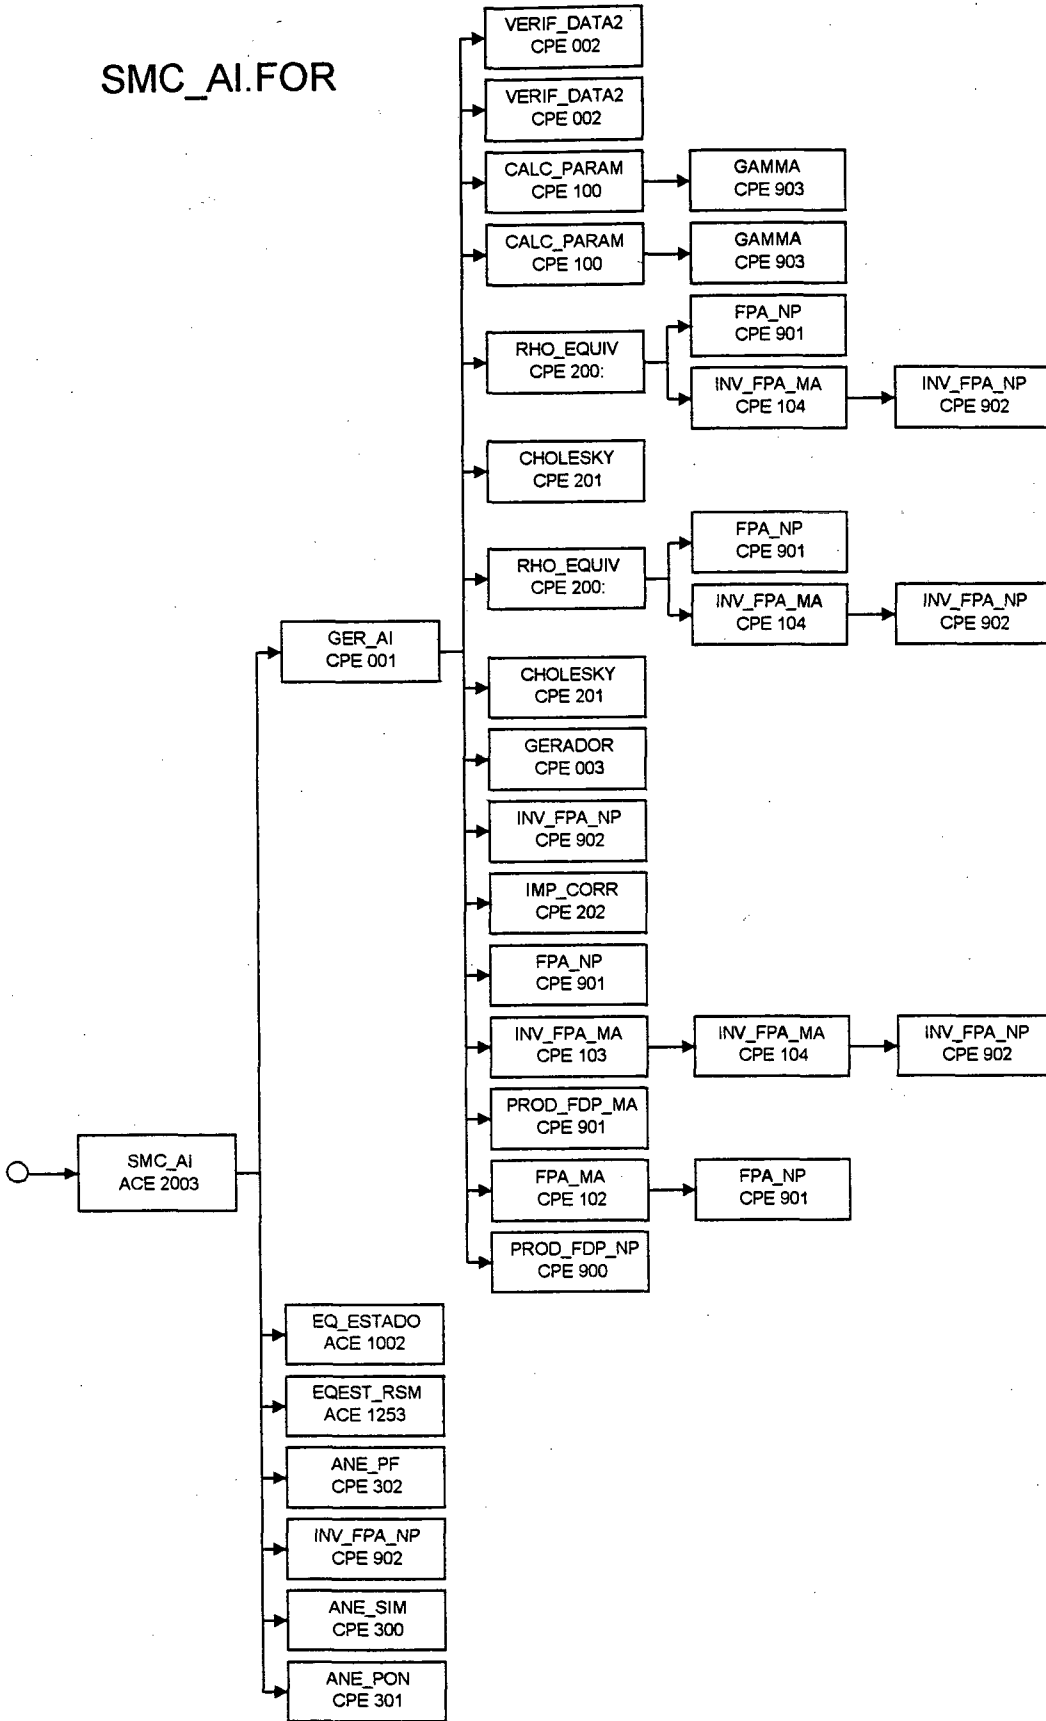 SMC_AI.FOR
VERIF_DATA2
CPE 002
VERIF_DATA2
CPE 002
CALC_PARAM
CPE 100
GAMMA
CPE 903
CALC_PARAM
CPE 100
GAMMA
CPE 903
RHO_EQUIV
CPE 200:
FPA_NP
CPE 901
INV_FPA_MA
CPE 104
INV_FPA_NP
CPE 902
CHOLESKY
CPE 201
RHO_EQUIV
CPE 200:
FPA_NP
CPE 901
INV_FPA_MA
CPE 104
INV_FPA_NP
CPE 902
GER_AI
CPE 001
CHOLESKY
CPE 201
GERADOR
CPE 003
INV_FPA_NP
CPE 902
IMP_CORR
CPE 202
FPA_NP
CPE 901
INV_FPA_MA
CPE 103
INV_FPA_MA
CPE 104
INV_FPA_NP
CPE 902
PROD_FDP_MA
CPE 901
SMC_AI
ACE 2003
FPA_MA
CPE 102
FPA_NP
CPE 901
PROD_FDP_NP
CPE 900
EQ_ESTADO
ACE 1002
EQEST_RSM
ACE 1253
ANE_PF
CPE 302
INV_FPA_NP
CPE 902
ANE_SIM
CPE 300
ANE_PON
CPE 301